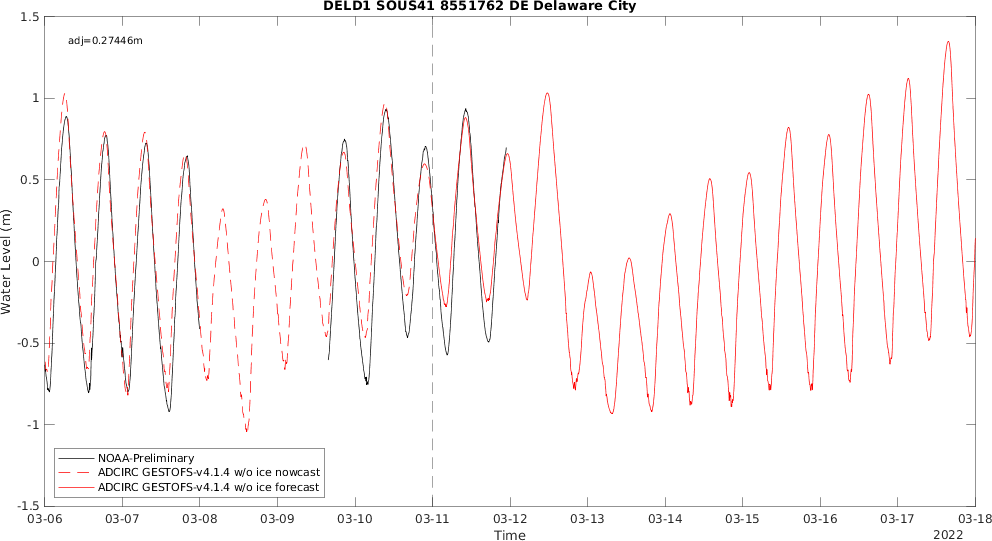 DELD1 SOUS41 8551762 DE Delaware City
adj=0.27446m
1.5
1
0.5
0
-0.5
-1
-1.5
Water Level (m)
NOAA-Preliminary
ADCIRC GESTOFS-v4.1.4 w/o ice nowcast
ADCIRC GESTOFS-v4.1.4 w/o ice forecast
03-06 03-07 03-08 03-09 03-10 03-11 03-12 03-13 03-14 03-15 03-16 03-17 03-18
Time
2022